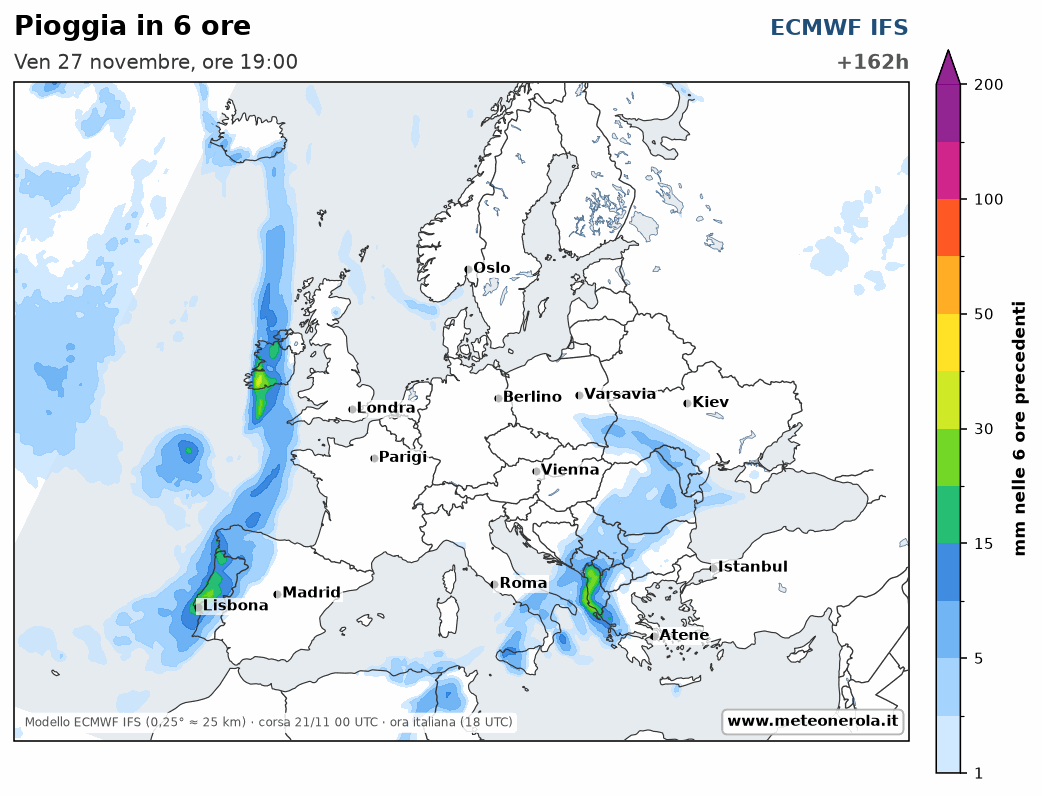 Pioggia in 6 ore
ECMWF IFS
Ven 27 novembre, ore 19:00
+162h
200
100
50
30
15
5
1
mm nelle 6 ore precedenti
Oslo
Berlino
Varsavia
Kiev
Londra
Parigi
Vienna
Istanbul
Roma
Madrid
Lisbona
Atene
Modello ECMWF IFS (0,25° ≈ 25 km) · corsa 21/11 00 UTC · ora italiana (18 UTC)
www.meteonerola.it